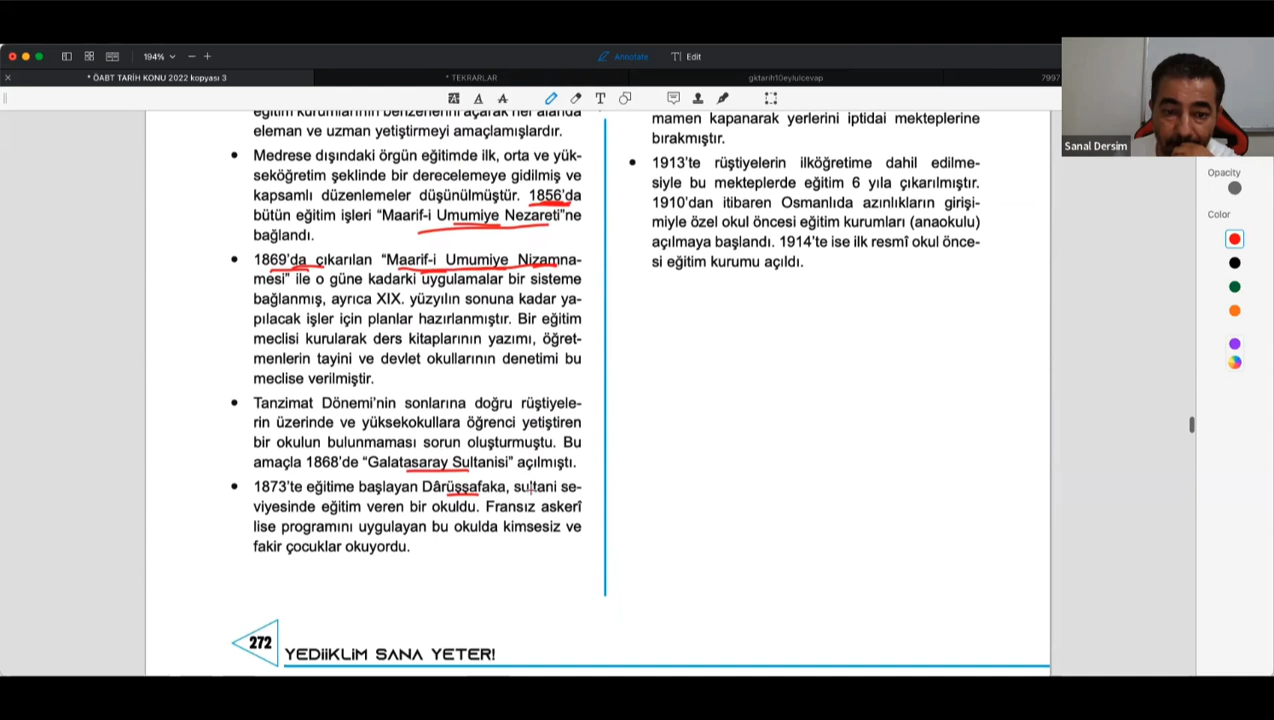 194%
Annotate
Edit
* ÖABT TARİH KONU 2022 kopyası 3
* TEKRARLAR
gktarih10eylulcevap
7997
eğitim kurumlarının benzerlerini açarak her alanda
eleman ve uzman yetiştirmeyi amaçlamışlardır.
• Medrese dışındaki örgün eğitimde ilk, orta ve yük-
seköğretim şeklinde bir derecelemeye gidilmiş ve
kapsamlı düzenlemeler düşünülmüştür. 1856’da
bütün eğitim işleri “Maarif-i Umumiye Nezareti”ne
bağlandı.
• 1869’da çıkarılan “Maarif-i Umumiye Nizamna-
mesi” ile o güne kadarki uygulamalar bir sisteme
bağlanmış, ayrıca XIX. yüzyılın sonuna kadar ya-
pılacak işler için planlar hazırlanmıştır. Bir eğitim
meclisi kurularak ders kitaplarının yazımı, öğret-
menlerin tayini ve devlet okullarının denetimi bu
meclise verilmiştir.
• Tanzimat Dönemi’nin sonlarına doğru rüştiyele-
rin üzerinde ve yüksekokullara öğrenci yetiştiren
bir okulun bulunmaması sorun oluşturmuştu. Bu
amaçla 1868’de “Galatasaray Sultanisi” açılmıştı.
• 1873’te eğitime başlayan Dârüşşafaka, sultani se-
viyesinde eğitim veren bir okuldu. Fransız askerî
lise programını uygulayan bu okulda kimsesiz ve
fakir çocuklar okuyordu.
mamen kapanarak yerlerini iptidai mekteplerine
bırakmıştır.
• 1913’te rüştiyelerin ilköğretime dahil edilme-
siyle bu mekteplerde eğitim 6 yıla çıkarılmıştır.
1910’dan itibaren Osmanlıda azınlıkların girişi-
miyle özel okul öncesi eğitim kurumları (anaokulu)
açılmaya başlandı. 1914’te ise ilk resmî okul önce-
si eğitim kurumu açıldı.
272
YEDİİKLİM SANA YETER!
Sanal Dersim
Opacity
Color